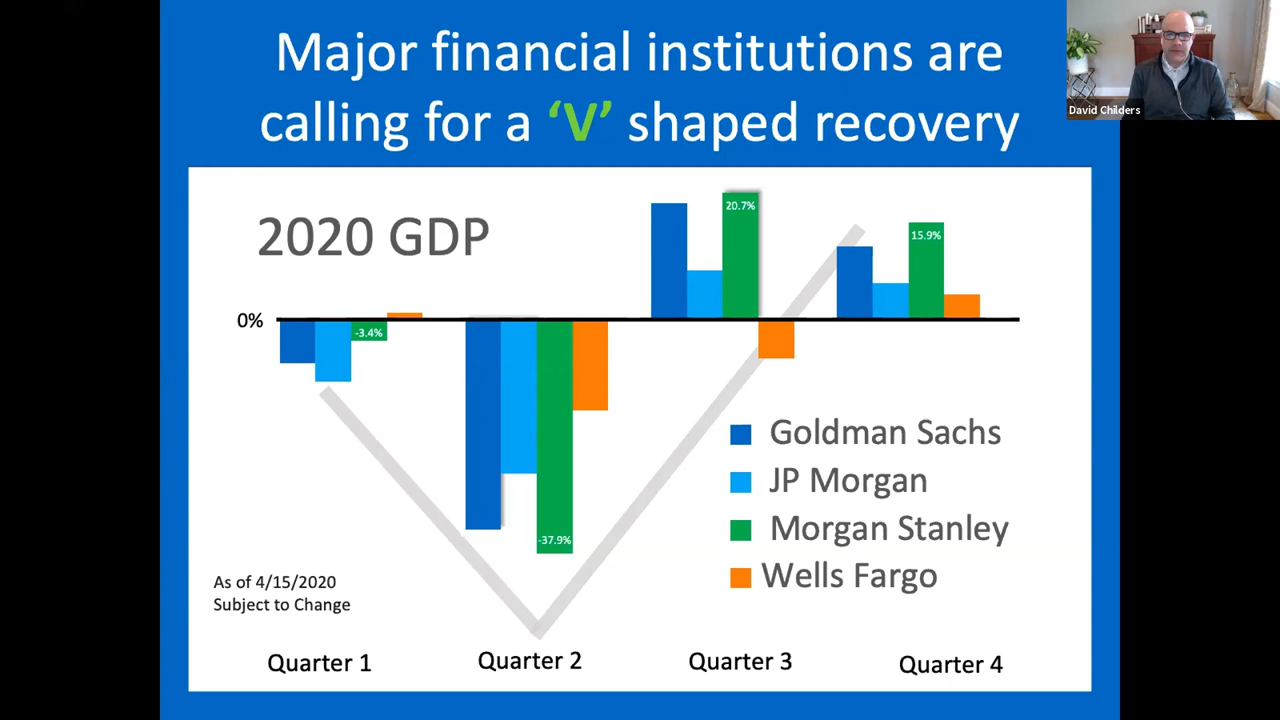 Major financial institutions are
calling for a ‘V’ shaped recovery
David Childers
2020 GDP
0%
-3.4%
-37.9%
20.7%
15.9%
Goldman Sachs
JP Morgan
Morgan Stanley
Wells Fargo
As of 4/15/2020
Subject to Change
Quarter 1
Quarter 2
Quarter 3
Quarter 4